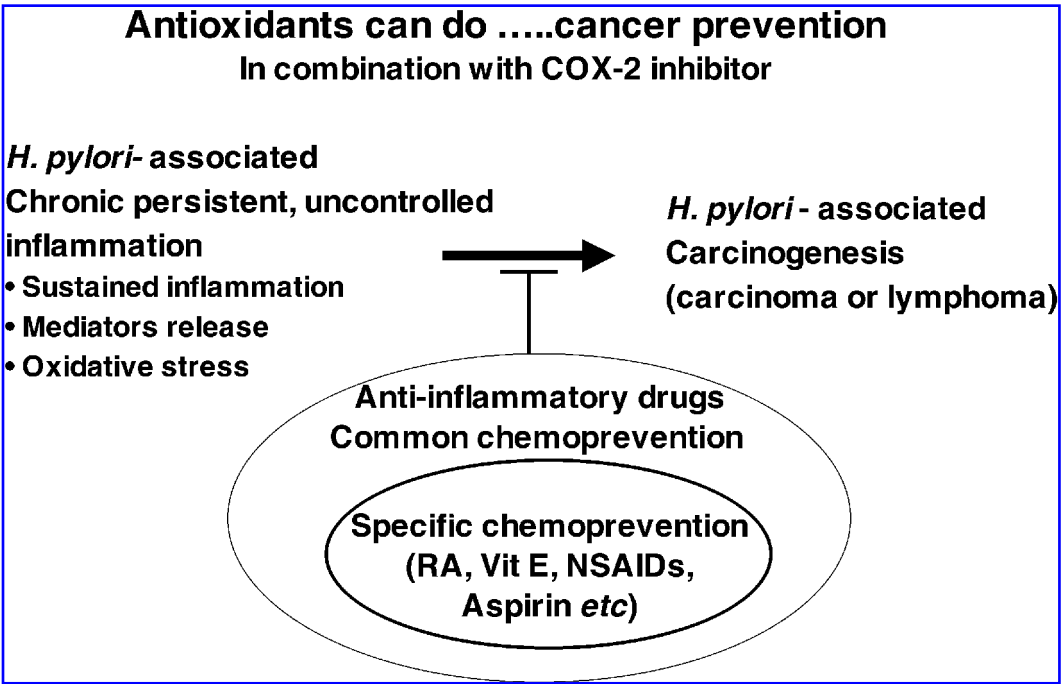 Antioxidants can do …..cancer prevention
In combination with COX-2 inhibitor
H. pylori- associated
Chronic persistent, uncontrolled
inflammation
• Sustained inflammation
• Mediators release
• Oxidative stress
H. pylori - associated
Carcinogenesis
(carcinoma or lymphoma)
Anti-inflammatory drugs
Common chemoprevention
Specific chemoprevention
(RA, Vit E, NSAIDs,
Aspirin etc)